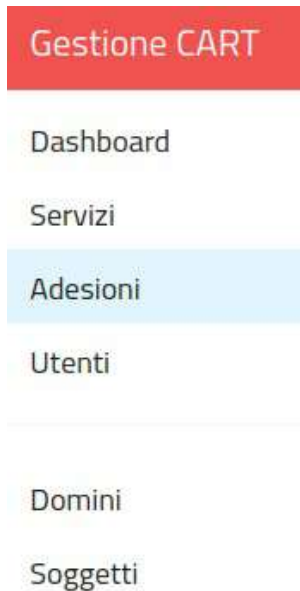 Gestione CART
Dashboard
Servizi
Adesioni
Utenti
Domini
Soggetti